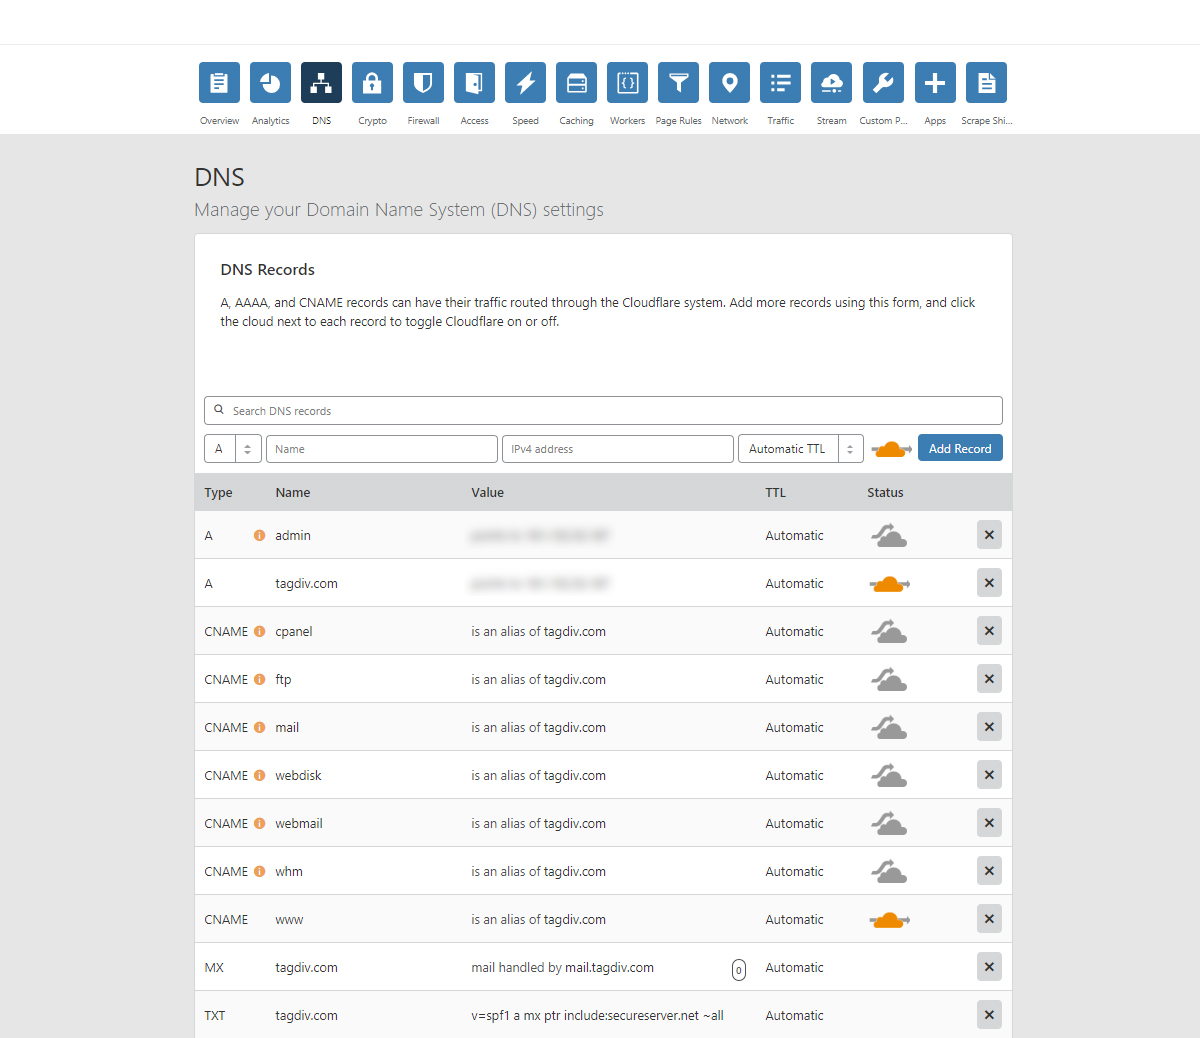 Overview Analytics DNS Crypto Firewall Access Speed Caching Workers Page Rules Network Traffic Stream Custom P... Apps Scrape Shi...
DNS
Manage your Domain Name System (DNS) settings
DNS Records
A, AAAA, and CNAME records can have their traffic routed through the Cloudflare system. Add more records using this form, and click
the cloud next to each record to toggle Cloudflare on or off.
Search DNS records
A Name IPv4 address Automatic TTL Add Record
Type Name Value TTL Status
A admin Automatic
A tagdiv.com Automatic
CNAME cpanel is an alias of tagdiv.com Automatic
CNAME ftp is an alias of tagdiv.com Automatic
CNAME mail is an alias of tagdiv.com Automatic
CNAME webdisk is an alias of tagdiv.com Automatic
CNAME webmail is an alias of tagdiv.com Automatic
CNAME whm is an alias of tagdiv.com Automatic
CNAME www is an alias of tagdiv.com Automatic
MX tagdiv.com mail handled by mail.tagdiv.com 0 Automatic
TXT tagdiv.com v=spf1 a mx ptr include:secureserver.net ~all Automatic